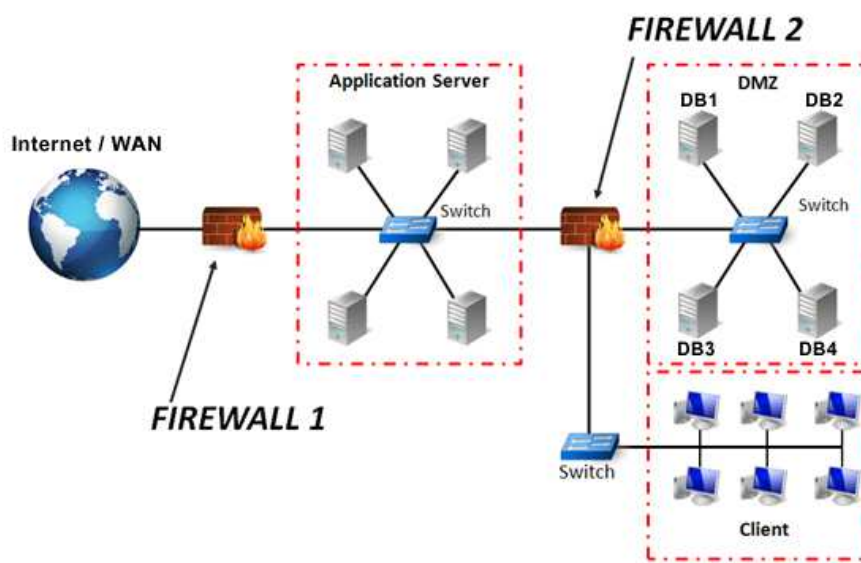 FIREWALL 2
Application Server
DMZ
DB1
DB2
Internet / WAN
Switch
Switch
DB3
DB4
FIREWALL 1
Switch
Client